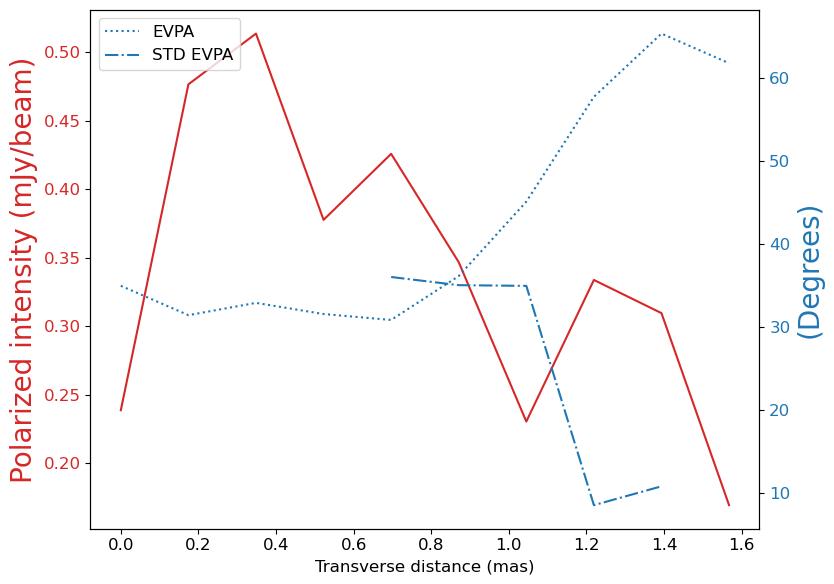 EVPA
STD EVPA
Polarized intensity (mJy/beam)
0.50
0.45
0.40
0.35
0.30
0.25
0.20
60
50
40
30
20
10
(Degrees)
0.0 0.2 0.4 0.6 0.8 1.0 1.2 1.4 1.6
Transverse distance (mas)